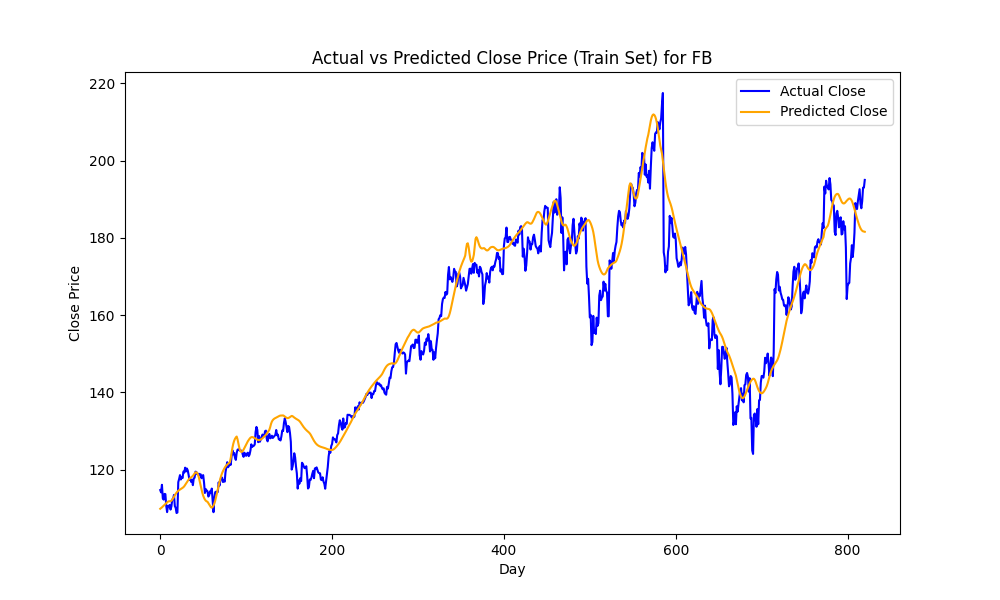 Actual vs Predicted Close Price (Train Set) for FB
Actual Close
Predicted Close
Close Price
220
200
180
160
140
120
0
200
400
600
800
Day